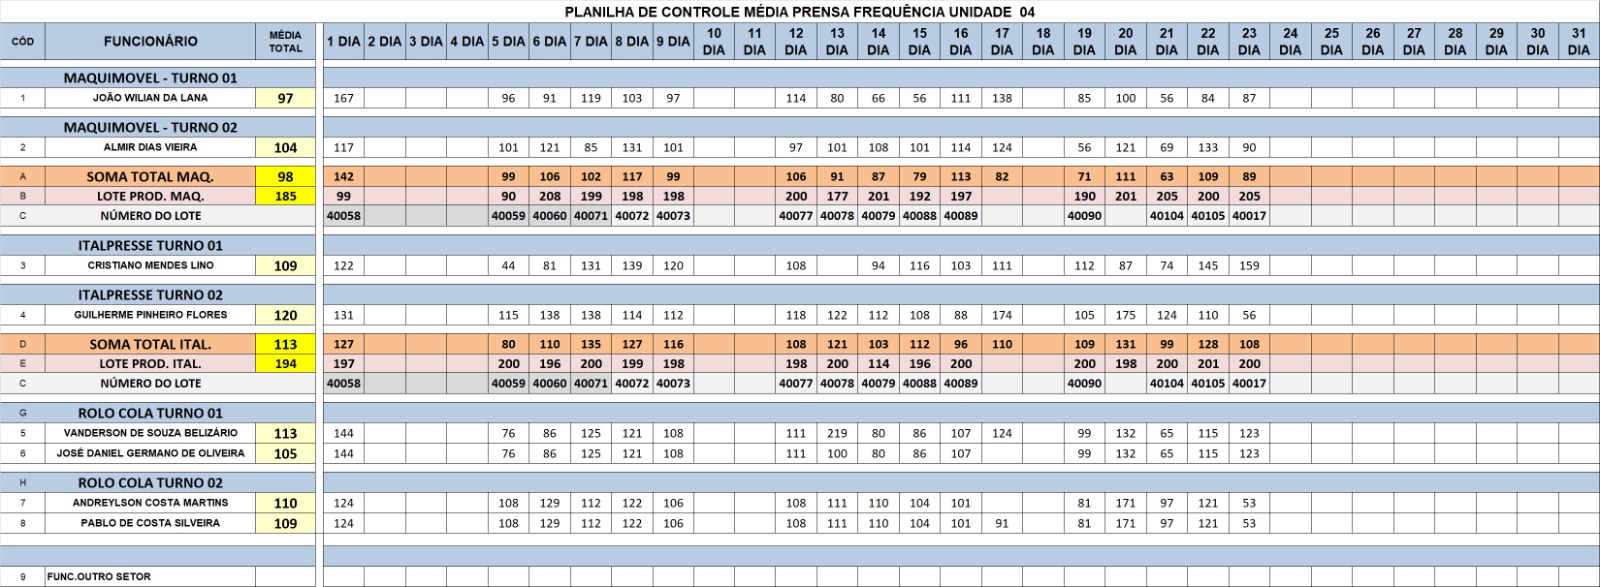 PLANILHA DE CONTROLE MÉDIA PRENSA FREQUÊNCIA UNIDADE 04
CÓD FUNCIONÁRIO MÉDIA TOTAL 1 DIA 2 DIA 3 DIA 4 DIA 5 DIA 6 DIA 7 DIA 8 DIA 9 DIA 10 DIA 11 DIA 12 DIA 13 DIA 14 DIA 15 DIA 16 DIA 17 DIA 18 DIA 19 DIA 20 DIA 21 DIA 22 DIA 23 DIA 24 DIA 25 DIA 26 DIA 27 DIA 28 DIA 29 DIA 30 DIA 31 DIA
MAQUIMOVEL - TURNO 01
1 JOÃO WILIAN DA LANA 97 167 96 91 119 103 97 114 80 66 56 111 138 85 100 56 84 87
MAQUIMOVEL - TURNO 02
2 ALMIR DIAS VIEIRA 104 117 101 121 85 131 101 97 101 108 101 114 124 56 121 69 133 90
A SOMA TOTAL MAQ. 98 142 99 106 102 117 99 106 91 87 79 113 82 71 111 63 109 89
B LOTE PROD. MAQ. 185 99 90 208 199 198 198 200 177 201 192 197 190 201 205 200 205
C NÚMERO DO LOTE 40058 40059 40060 40071 40072 40073 40077 40078 40079 40088 40089 40090 40104 40105 40017
ITALPRESSE TURNO 01
3 CRISTIANO MENDES LINO 109 122 44 81 131 139 120 108 94 116 103 111 112 87 74 145 159
ITALPRESSE TURNO 02
4 GUILHERME PINHEIRO FLORES 120 131 115 138 138 114 112 118 122 112 108 88 174 105 175 124 110 56
D SOMA TOTAL ITAL. 113 127 80 110 135 127 116 108 121 103 112 96 110 109 131 99 128 108
E LOTE PROD. ITAL. 194 197 200 196 200 199 198 198 200 114 196 200 200 198 200 201 200
C NÚMERO DO LOTE 40058 40059 40060 40071 40072 40073 40077 40078 40079 40088 40089 40090 40104 40105 40017
G ROLO COLA TURNO 01
5 VANDERSON DE SOUZA BELIZÁRIO 113 144 76 86 125 121 108 111 219 80 86 107 124 99 132 65 115 123
6 JOSÉ DANIEL GERMANO DE OLIVEIRA 105 144 76 86 125 121 108 111 100 80 86 107 99 132 65 115 123
H ROLO COLA TURNO 02
7 ANDREYLSON COSTA MARTINS 110 124 108 129 112 122 106 108 111 110 104 101 81 171 97 121 53
8 PABLO DE COSTA SILVEIRA 109 124 108 129 112 122 106 108 111 110 104 101 91 81 171 97 121 53
9 FUNC.OUTRO SETOR